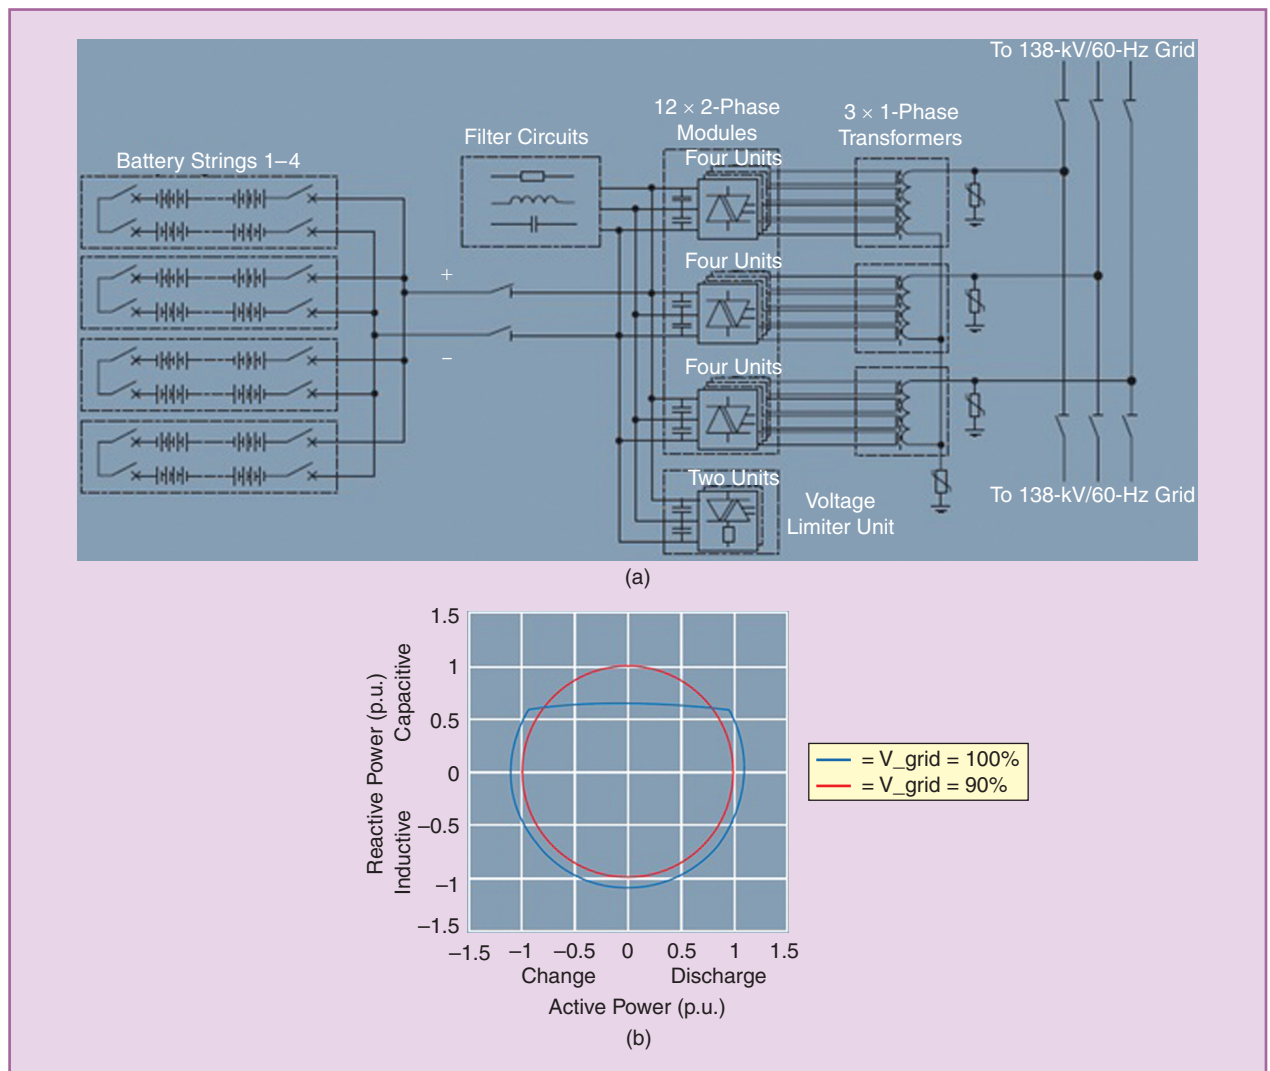 To 138-kV/60-Hz Grid
12 × 2-Phase
Modules
3 × 1-Phase
Transformers
Filter Circuits
Battery Strings 1–4
Four Units
Four Units
+
–
Four Units
Two Units
Voltage
Limiter Unit
To 138-kV/60-Hz Grid
(a)
1.5
1
0.5
0
–0.5
–1
–1.5
Reactive Power (p.u.)
Inductive
Capacitive
–1.5 –1 –0.5 0 0.5 1 1.5
Change Discharge
Active Power (p.u.)
= V_grid = 100%
= V_grid = 90%
(b)